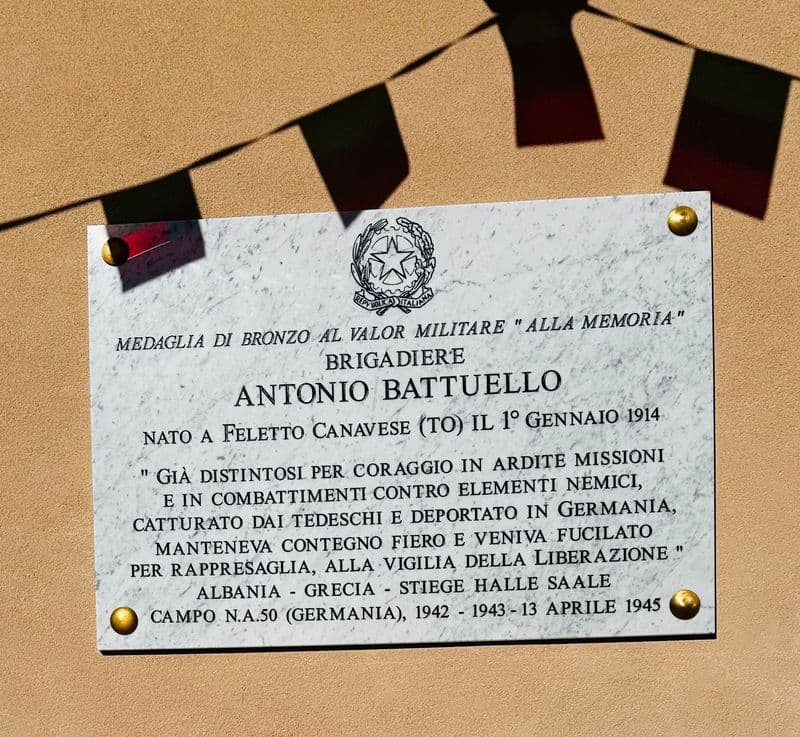 REPVBBLICA ITALIANA
MEDAGLIA DI BRONZO AL VALOR MILITARE "ALLA MEMORIA"
BRIGADIERE
ANTONIO BATTUELLO
NATO A FELETTO CANAVESE (TO) IL 1° GENNAIO 1914
" GIÀ DISTINTOSI PER CORAGGIO IN ARDITE MISSIONI
E IN COMBATTIMENTI CONTRO ELEMENTI NEMICI,
CATTURATO DAI TEDESCHI E DEPORTATO IN GERMANIA,
MANTENEVA CONTEGNO FIERO E VENIVA FUCILATO
PER RAPPRESAGLIA, ALLA VIGILIA DELLA LIBERAZIONE "
ALBANIA - GRECIA - STIEGE HALLE SAALE
CAMPO N.A.50 (GERMANIA), 1942 - 1943 - 13 APRILE 1945